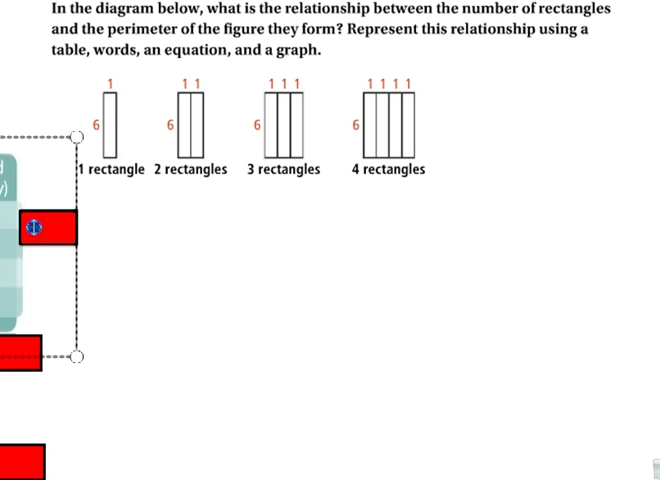 In the diagram below, what is the relationship between the number of rectangles
and the perimeter of the figure they form? Represent this relationship using a
table, words, an equation, and a graph.
1 1 1 1 1 1 1 1 1 1
6 6 6 6
1 rectangle 2 rectangles 3 rectangles 4 rectangles